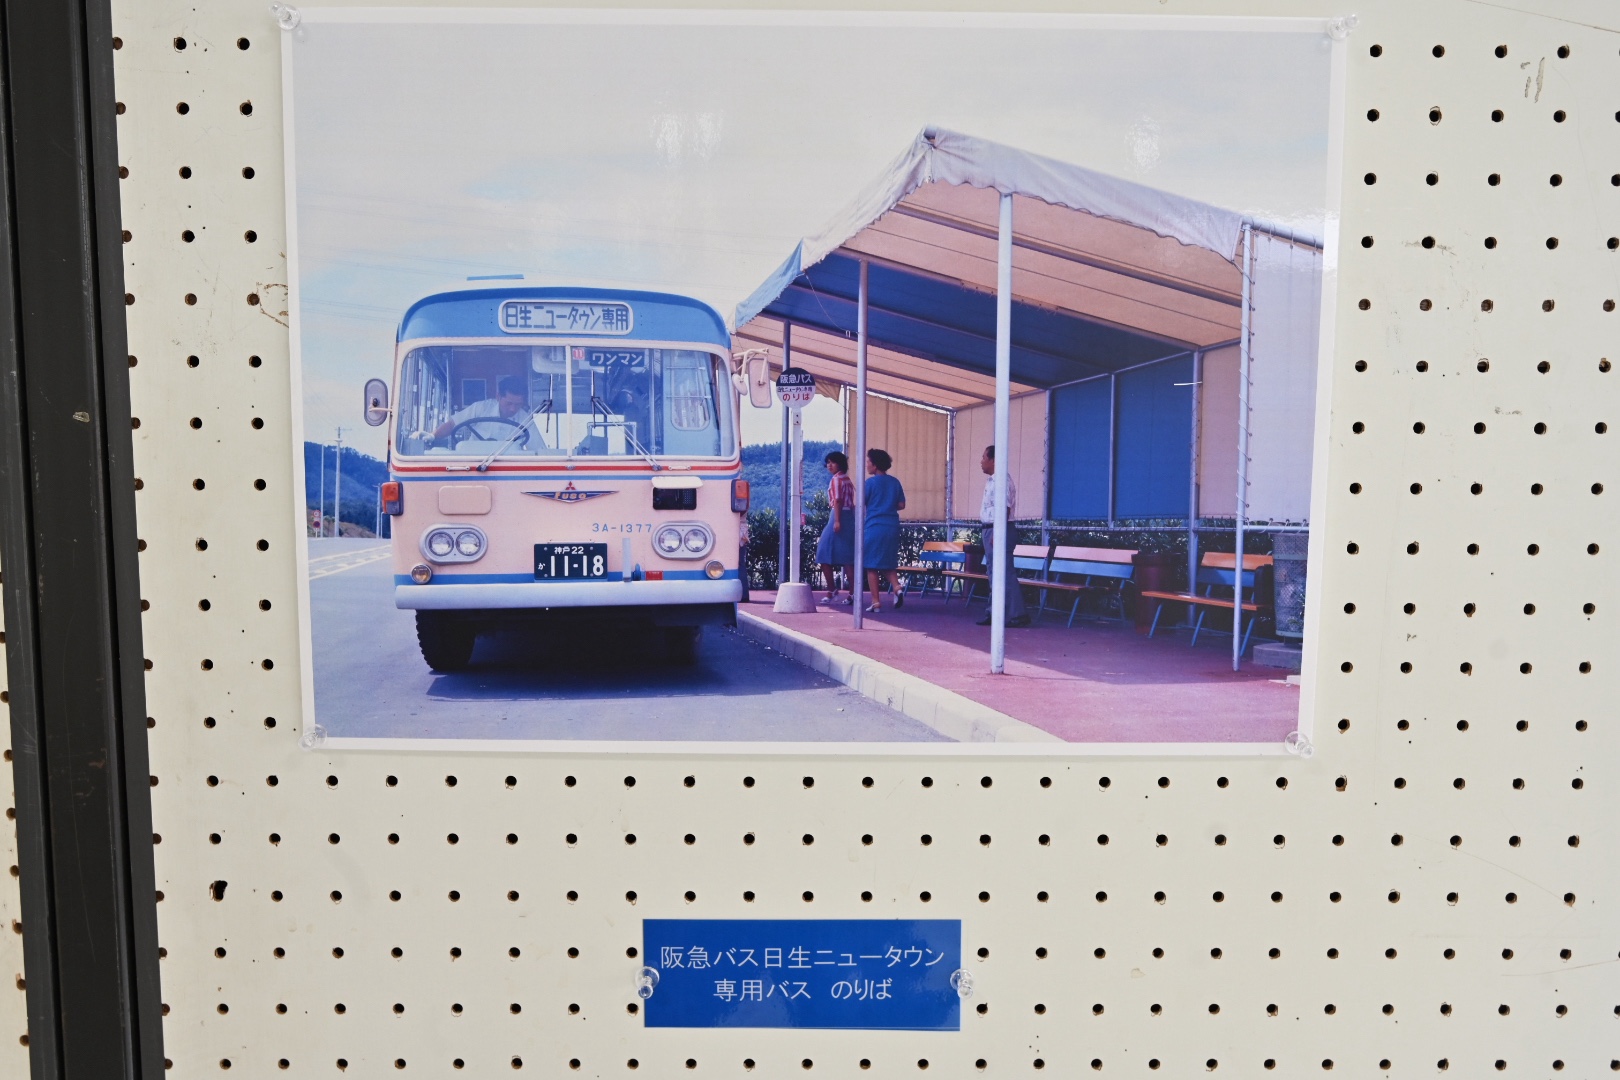 日生ニュータウン専用
11
ワンマン
阪急バス
のりば
FUSO
3A-1377
神戸22
か 11-18
阪急バス日生ニュータウン
専用バス のりば